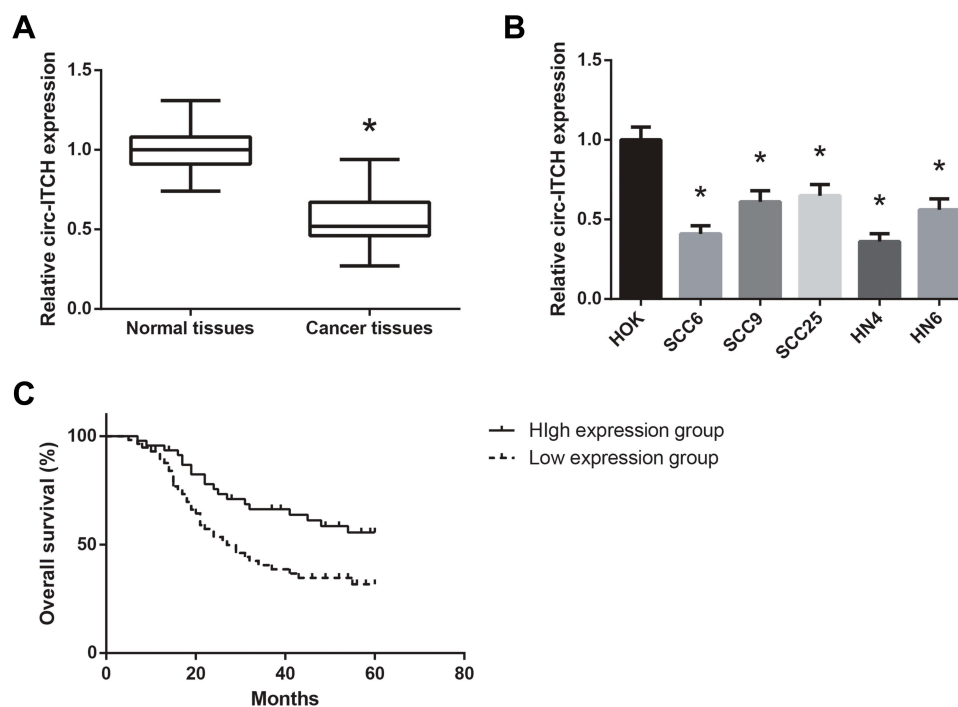 A
Relative circ-ITCH expression
1.5
1.0
0.5
0.0
*
Normal tissues
Cancer tissues
B
Relative circ-ITCH expression
1.5
1.0
0.5
0.0
* * * * *
HOK
SCC6
SCC9
SCC25
HN4
HN6
C
Overall survival (%)
100
50
0
0 20 40 60 80
Months
HIgh expression group
Low expression group